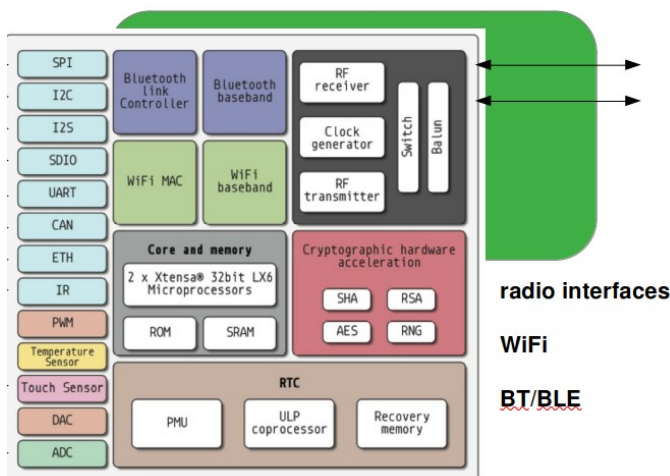 SPI
I2C
I2S
SDIO
UART
CAN
ETH
IR
PWM
Temperature
Sensor
Touch Sensor
DAC
ADC
Bluetooth
link
Controller
Bluetooth
baseband
WiFi MAC
WiFi
baseband
RF
receiver
Clock
generator
RF
transmitter
Switch
Balun
Core and memory
2 x Xtensa® 32bit LX6
Microprocessors
ROM
SRAM
Cryptographic hardware
acceleration
SHA
RSA
AES
RNG
RTC
PMU
ULP
coprocessor
Recovery
memory
radio interfaces
WiFi
BT/BLE